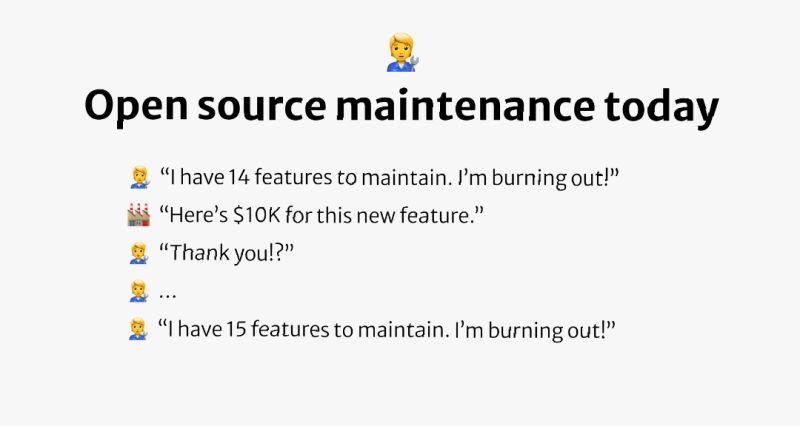 Open source maintenance today
“I have 14 features to maintain. I’m burning out!”
“Here’s $10K for this new feature.”
“Thank you!?”
…
“I have 15 features to maintain. I’m burning out!”